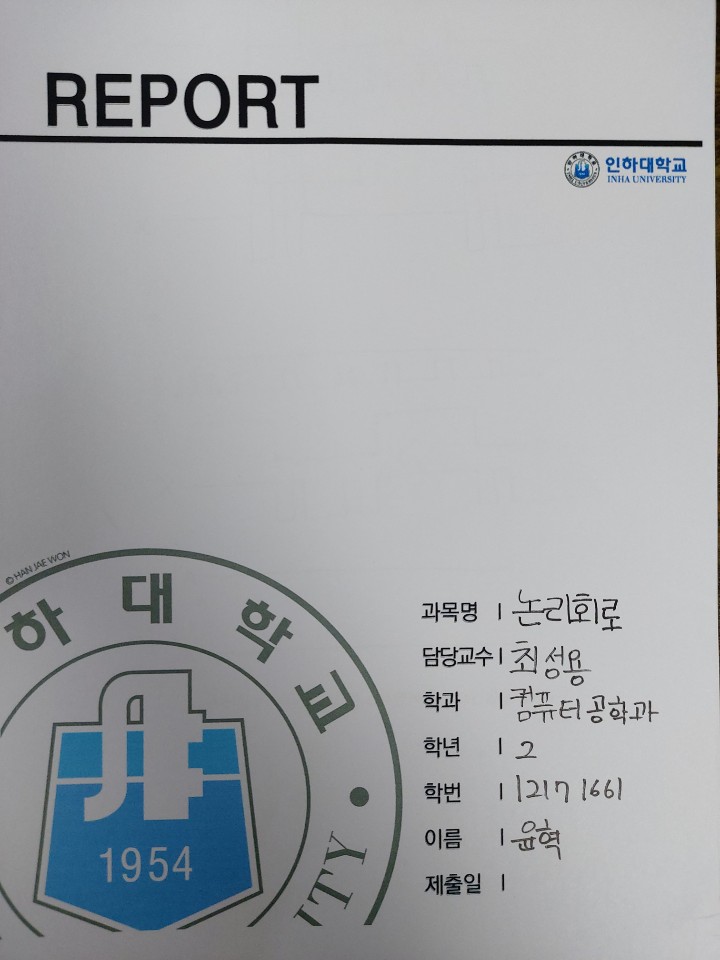 REPORT
인하대학교
INHA UNIVERSITY
© HAN JAE WON
하 대 학 교
1954
과목명 | 논리회로
담당교수 | 최성용
학과 | 컴퓨터공학과
학년 | 2
학번 | 12171661
이름 | 윤혁
제출일 |